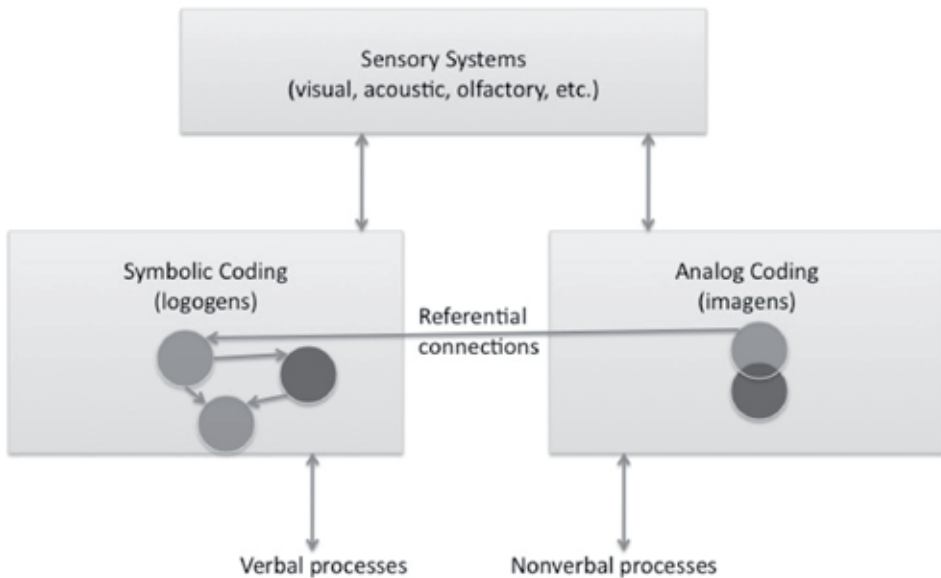 Sensory Systems
(visual, acoustic, olfactory, etc.)
Symbolic Coding
(logogens)
Analog Coding
(imagens)
Referential
connections
Verbal processes
Nonverbal processes